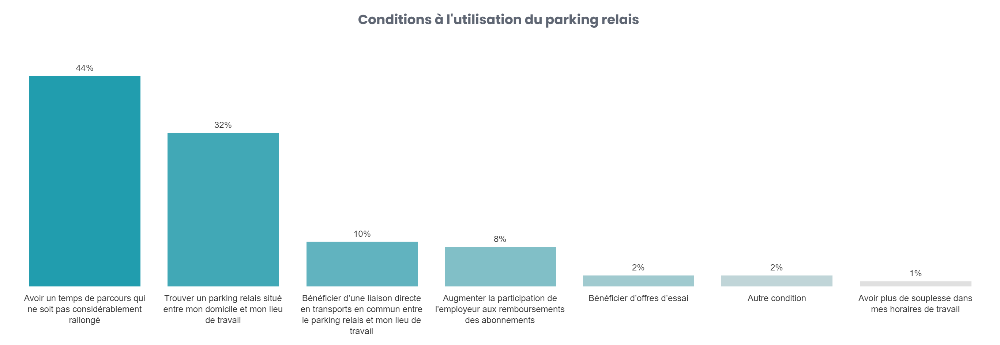 Conditions à l'utilisation du parking relais
44%
32%
10%
8%
2%
2%
1%
Avoir un temps de parcours qui
ne soit pas considérablement
rallongé
Trouver un parking relais situé
entre mon domicile et mon lieu
de travail
Bénéficier d’une liaison directe
en transports en commun entre
le parking relais et mon lieu de
travail
Augmenter la participation de
l'employeur aux remboursements
des abonnements
Bénéficier d’offres d’essai
Autre condition
Avoir plus de souplesse dans
mes horaires de travail